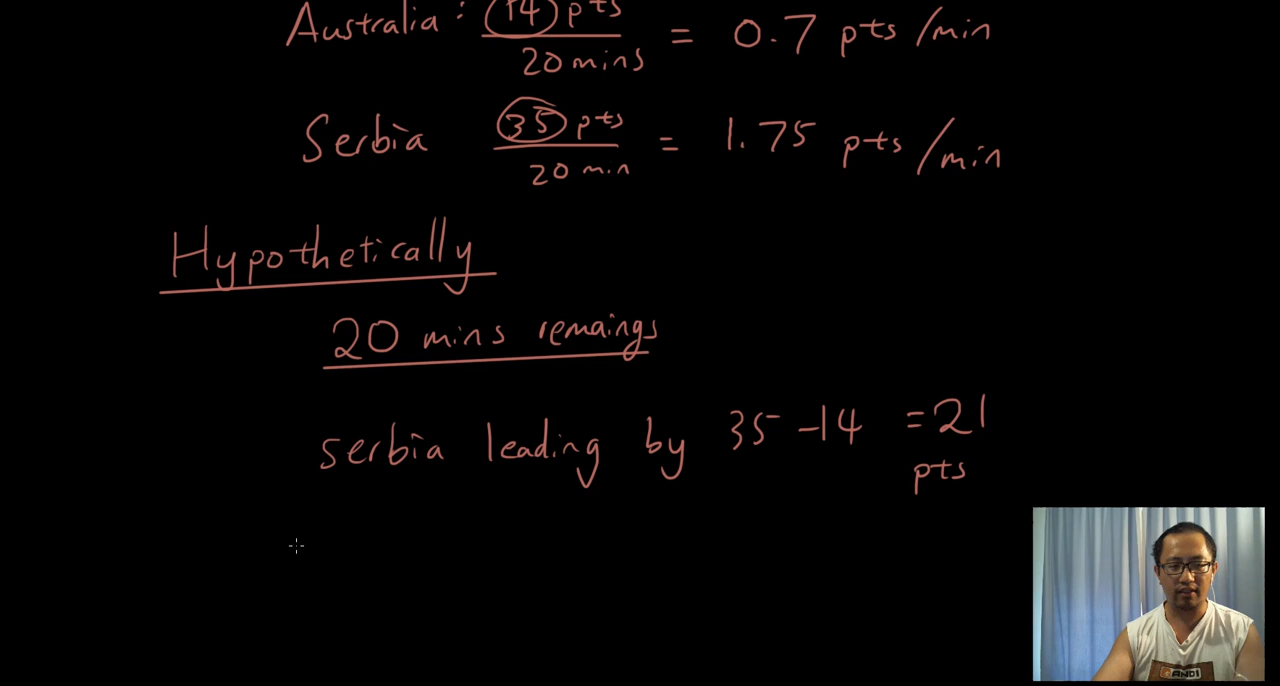 Australia: 14 pts = 0.7 pts/min
20 mins
Serbia 35 pts = 1.75 pts/min
20 min
Hypothetically
20 mins remaings
serbia leading by 35 - 14 = 21
pts